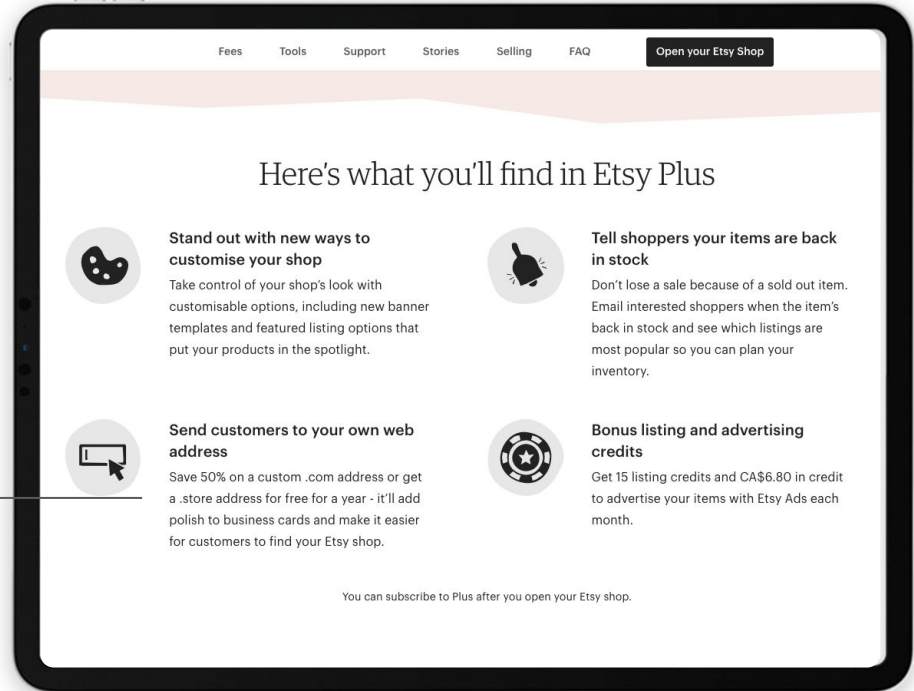 Fees Tools Support Stories Selling FAQ Open your Etsy Shop
Here's what you'll find in Etsy Plus
Stand out with new ways to
customise your shop
Take control of your shop's look with
customisable options, including new banner
templates and featured listing options that
put your products in the spotlight.
Tell shoppers your items are back
in stock
Don't lose a sale because of a sold out item.
Email interested shoppers when the item's
back in stock and see which listings are
most popular so you can plan your
inventory.
Send customers to your own web
address
Save 50% on a custom .com address or get
a .store address for free for a year - it'll add
polish to business cards and make it easier
for customers to find your Etsy shop.
Bonus listing and advertising
credits
Get 15 listing credits and CA$6.80 in credit
to advertise your items with Etsy Ads each
month.
You can subscribe to Plus after you open your Etsy shop.